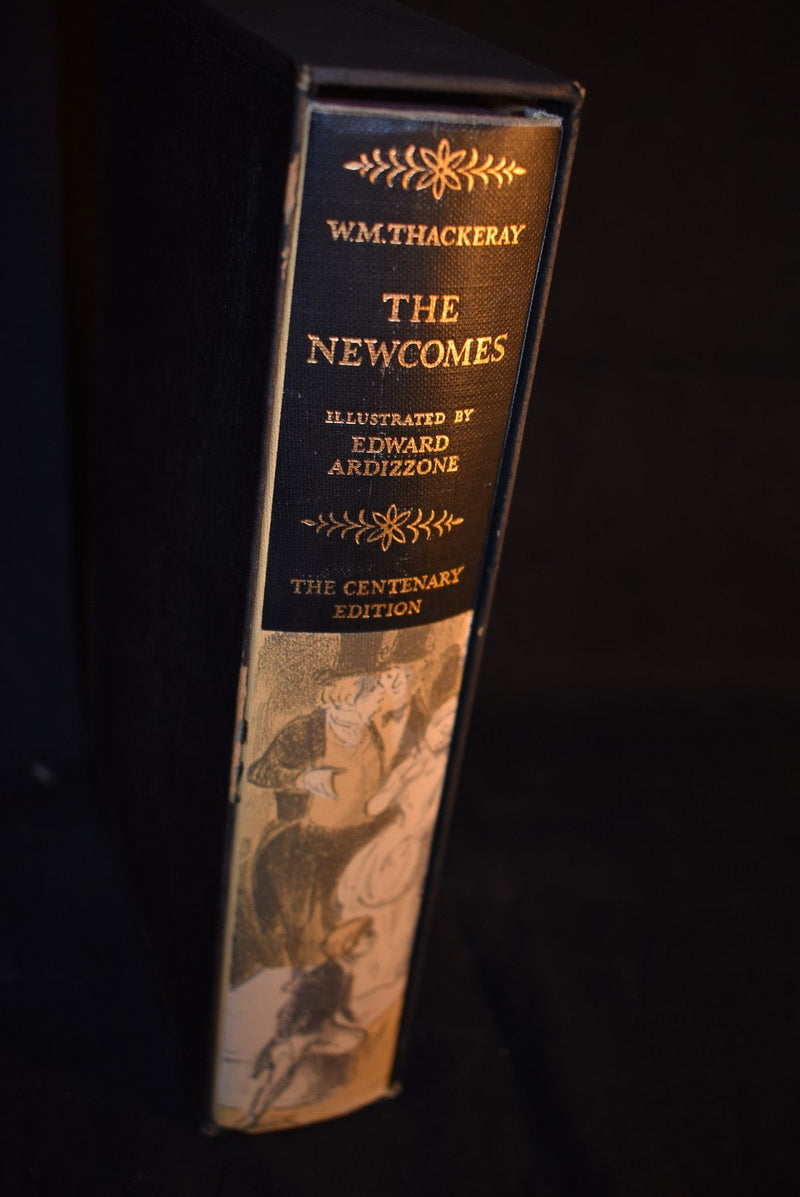 W.M.THACKERAY
THE
NEWCOMES
ILLUSTRATED BY
EDWARD
ARDIZZONE
THE CENTENARY
EDITION